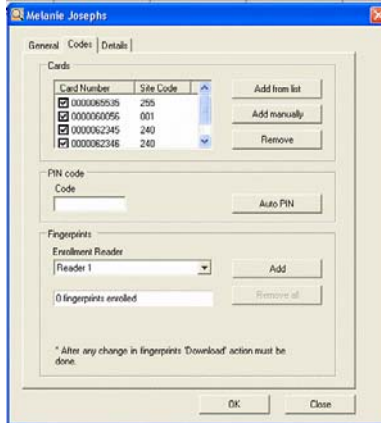 Melanie Josephs
General Codes Details
Cards
Card Number Site Code
0000065535 255
0000060056 001
0000062345 240
0000062346 240
Add from list
Add manually
Remove
PIN code
Code
Auto PIN
Fingerprints
Enrollment Reader
Reader 1
Add
0 fingerprints enrolled
Remove all
* After any change in fingerprints 'Download' action must be
done.
OK Close